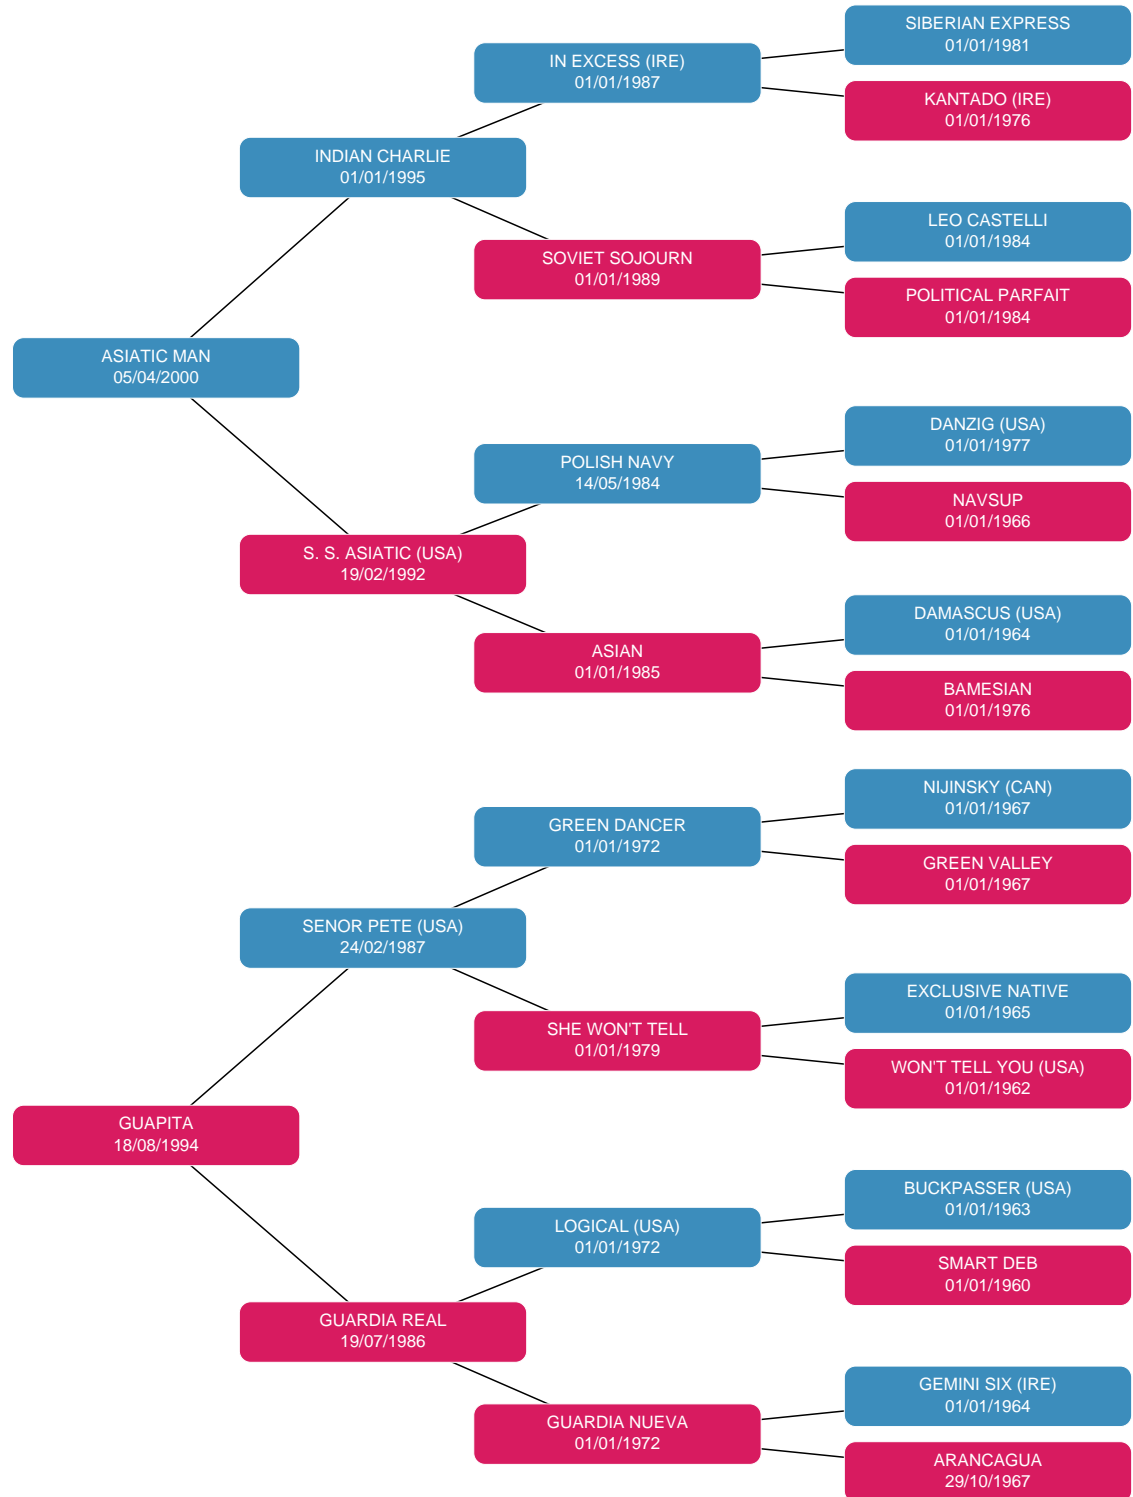 SIBERIAN EXPRESS
01/01/1981
IN EXCESS (IRE)
01/01/1987
KANTADO (IRE)
01/01/1976
INDIAN CHARLIE
01/01/1995
LEO CASTELLI
01/01/1984
SOVIET SOJOURN
01/01/1989
POLITICAL PARFAIT
01/01/1984
ASIATIC MAN
05/04/2000
DANZIG (USA)
01/01/1977
POLISH NAVY
14/05/1984
NAVSUP
01/01/1966
S. S. ASIATIC (USA)
19/02/1992
DAMASCUS (USA)
01/01/1964
ASIAN
01/01/1985
BAMESIAN
01/01/1976
NIJINSKY (CAN)
01/01/1967
GREEN DANCER
01/01/1972
GREEN VALLEY
01/01/1967
SENOR PETE (USA)
24/02/1987
EXCLUSIVE NATIVE
01/01/1965
SHE WON'T TELL
01/01/1979
WON'T TELL YOU (USA)
01/01/1962
GUAPITA
18/08/1994
BUCKPASSER (USA)
01/01/1963
LOGICAL (USA)
01/01/1972
SMART DEB
01/01/1960
GUARDIA REAL
19/07/1986
GEMINI SIX (IRE)
01/01/1964
GUARDIA NUEVA
01/01/1972
ARANCAGUA
29/10/1967